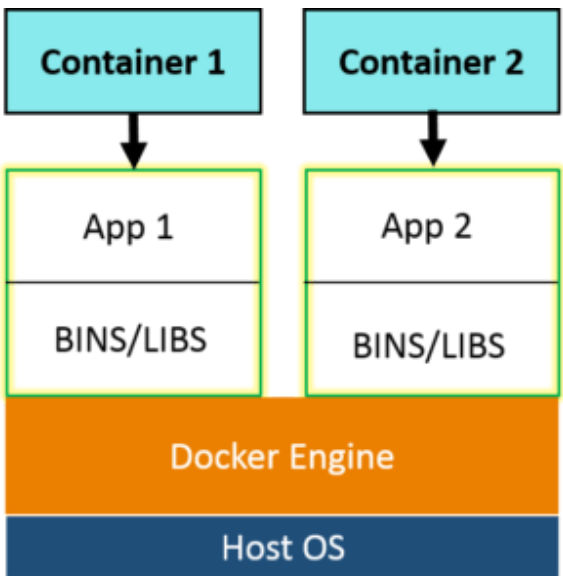 Container 1
Container 2
App 1
App 2
BINS/LIBS
BINS/LIBS
Docker Engine
Host OS